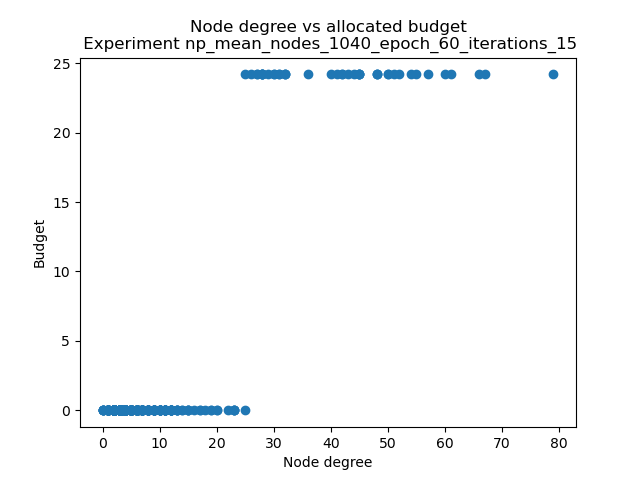 Node degree vs allocated budget
Experiment np_mean_nodes_1040_epoch_60_iterations_15
25
20
15
10
5
0
Budget
0 10 20 30 40 50 60 70 80
Node degree